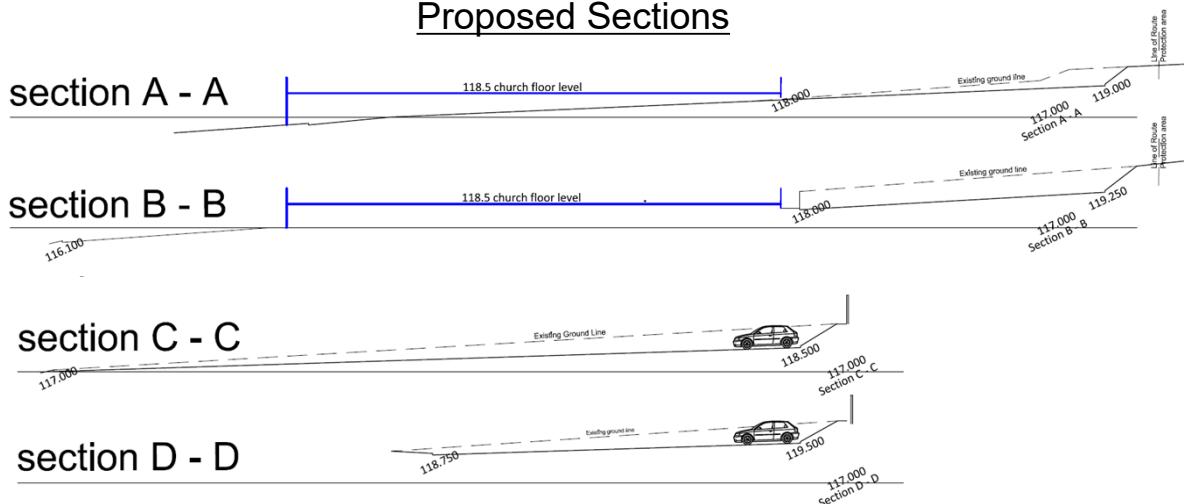 Proposed Sections
section A - A
118.5 church floor level
118.000
Existing ground line
117.000
Section A - A
119.000
Line of Route
Protection area
section B - B
118.5 church floor level
116.100
118.000
Existing ground line
117.000
Section B - B
119.250
Line of Route
Protection area
section C - C
117.000
Existing Ground Line
118.500
117.000
Section C - C
section D - D
118.750
Existing ground line
119.500
117.000
Section D - D